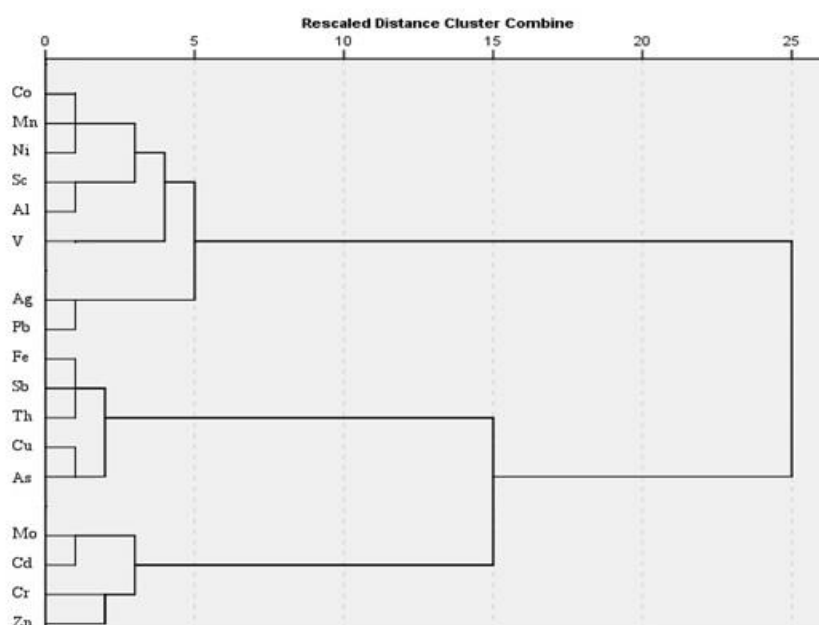 Rescaled Distance Cluster Combine
0 5 10 15 20 25
Co
Mn
Ni
Sc
Al
V
Ag
Pb
Fe
Sb
Th
Cu
As
Mo
Cd
Cr
Zn